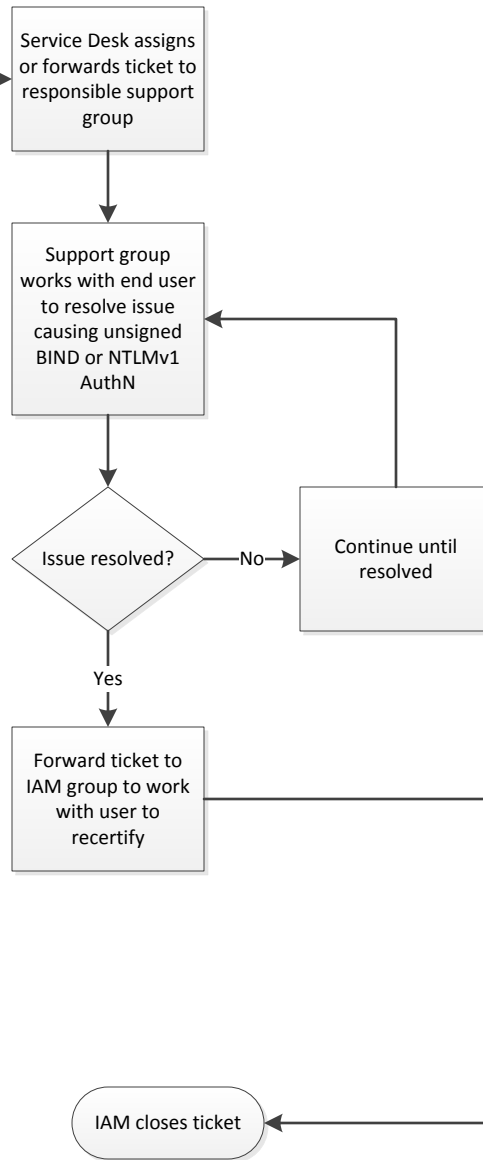 Service Desk assigns
or forwards ticket to
responsible support
group
Support group
works with end user
to resolve issue
causing unsigned
BIND or NTLMv1
AuthN
Issue resolved?
No
Continue until
resolved
Yes
Forward ticket to
IAM group to work
with user to
recertify
IAM closes ticket